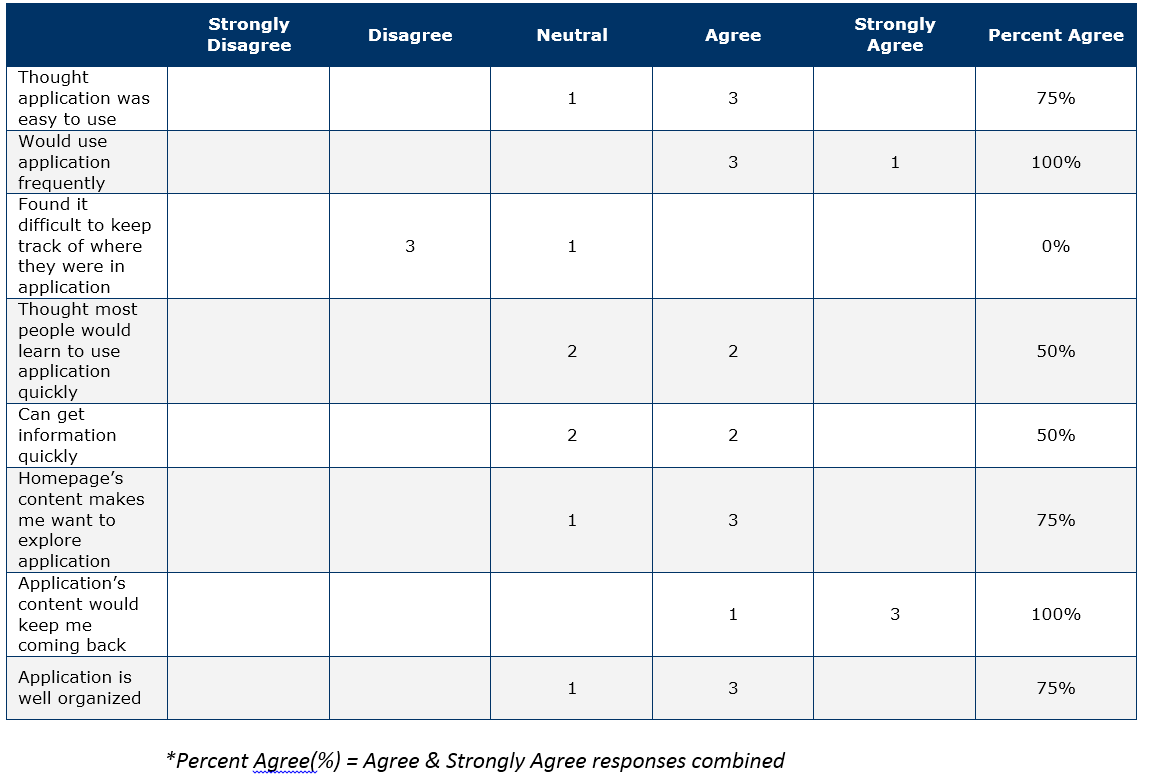 Strongly Disagree Disagree Neutral Agree Strongly Agree Percent Agree
Thought
application was
easy to use
1 3 75%
Would use
application
frequently
3 1 100%
Found it
difficult to keep
track of where
they were in
application
3 1 0%
Thought most
people would
learn to use
application
quickly
2 2 50%
Can get
information
quickly
2 2 50%
Homepage’s
content makes
me want to
explore
application
1 3 75%
Application’s
content would
keep me
coming back
1 3 100%
Application is
well organized
1 3 75%
*Percent Agree(%) = Agree & Strongly Agree responses combined